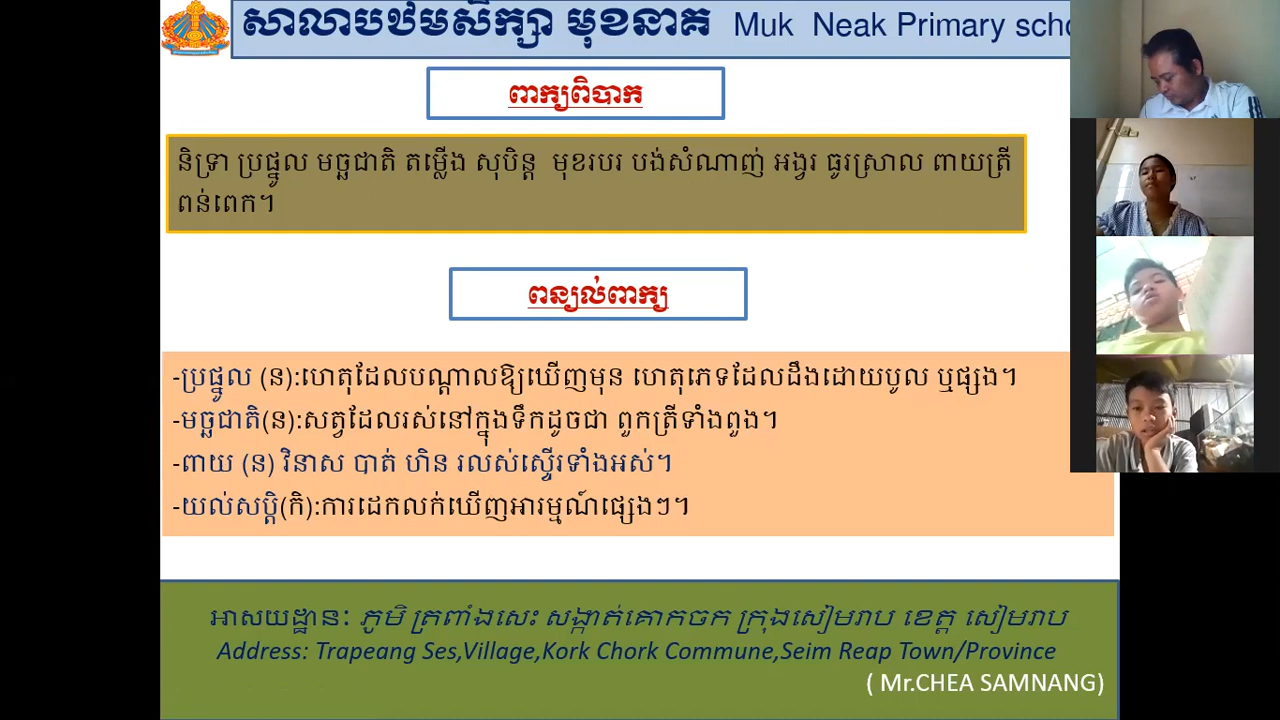 សាលាបឋមសិក្សា មុខនាគ Muk Neak Primary scho
ពាក្យពិបាក
និទ្រា ប្រផ្នូល មច្ឆជាតិ តម្លើង សុបិន្ត មុខរបរ បង់សំណាញ់ អង្វរ ធូរស្រាល ពាយត្រី
ពន់ពេក។
ពន្យល់ពាក្យ
-ប្រផ្នូល (ន):ហេតុដែលបណ្តាលឱ្យឃើញមុន ហេតុភេទដែលដឹងដោយបូល ឬផ្សង។
-មច្ឆជាតិ(ន):សត្វដែលរស់នៅក្នុងទឹកដូចជា ពួកត្រីទាំងពួង។
-ពាយ (ន) វិនាស បាត់ ហិន រលស់ស្ទើរទាំងអស់។
-យល់សប្តិ(កិ):ការដេកលក់ឃើញអារម្មណ៍ផ្សេងៗ។
អាសយដ្ឋាន: ភូមិ ត្រពាំងសេះ សង្កាត់គោកចក ក្រុងសៀមរាប ខេត្ត សៀមរាប
Address: Trapeang Ses,Village,Kork Chork Commune,Seim Reap Town/Province
( Mr.CHEA SAMNANG)